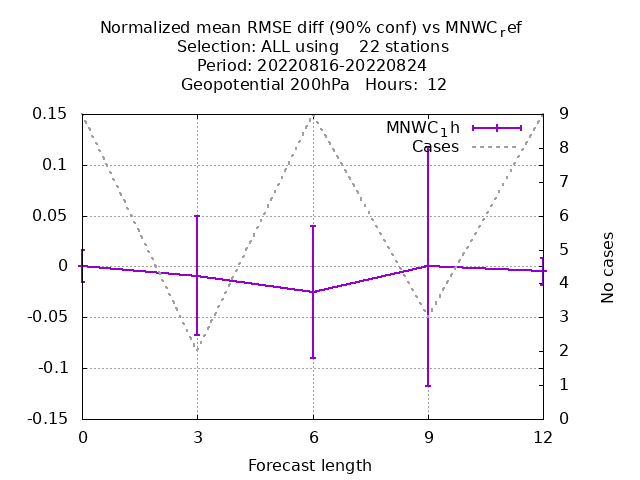 Normalized mean RMSE diff (90% conf) vs MNWC_ref
Selection: ALL using 22 stations
Period: 20220816-20220824
Geopotential 200hPa Hours: 12
MNWC_1h
Cases
0.15
0.1
0.05
0
-0.05
-0.1
-0.15
9
8
7
6
5
4
3
2
1
0
No cases
0 3 6 9 12
Forecast length